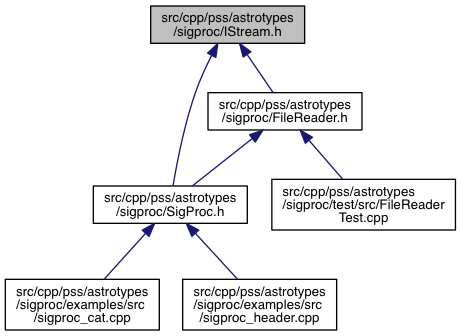 src/cpp/pss/astrotypes
/sigproc/IStream.h
src/cpp/pss/astrotypes
/sigproc/FileReader.h
src/cpp/pss/astrotypes
/sigproc/SigProc.h
src/cpp/pss/astrotypes
/sigproc/test/src/FileReader
Test.cpp
src/cpp/pss/astrotypes
/sigproc/examples/src
/sigproc_cat.cpp
src/cpp/pss/astrotypes
/sigproc/examples/src
/sigproc_header.cpp